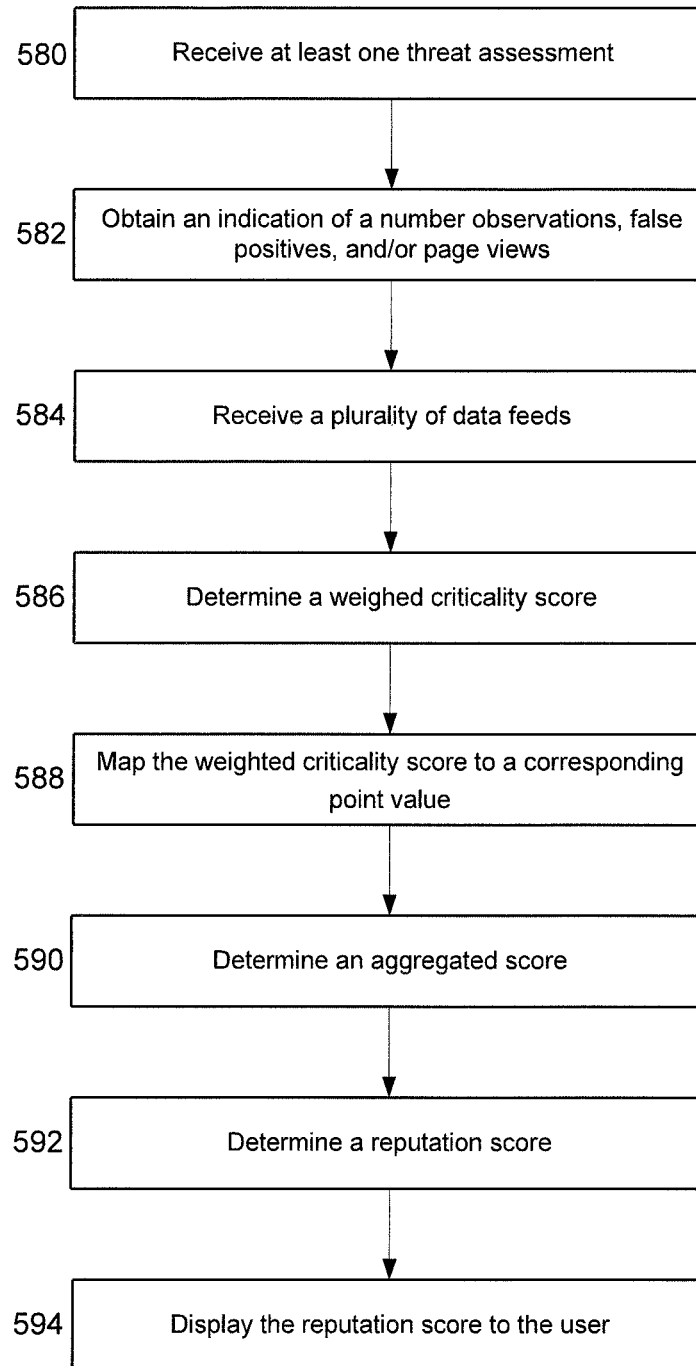 580
Receive at least one threat assessment
582
Obtain an indication of a number observations, false
positives, and/or page views
584
Receive a plurality of data feeds
586
Determine a weighed criticality score
588
Map the weighted criticality score to a corresponding
point value
590
Determine an aggregated score
592
Determine a reputation score
594
Display the reputation score to the user